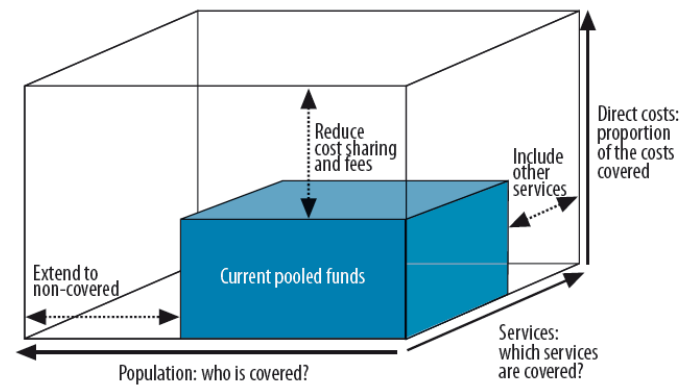 Reduce
cost sharing
and fees
Include
other
services
Direct costs:
proportion
of the costs
covered
Extend to
non-covered
Current pooled funds
Services:
which services
are covered?
Population: who is covered?